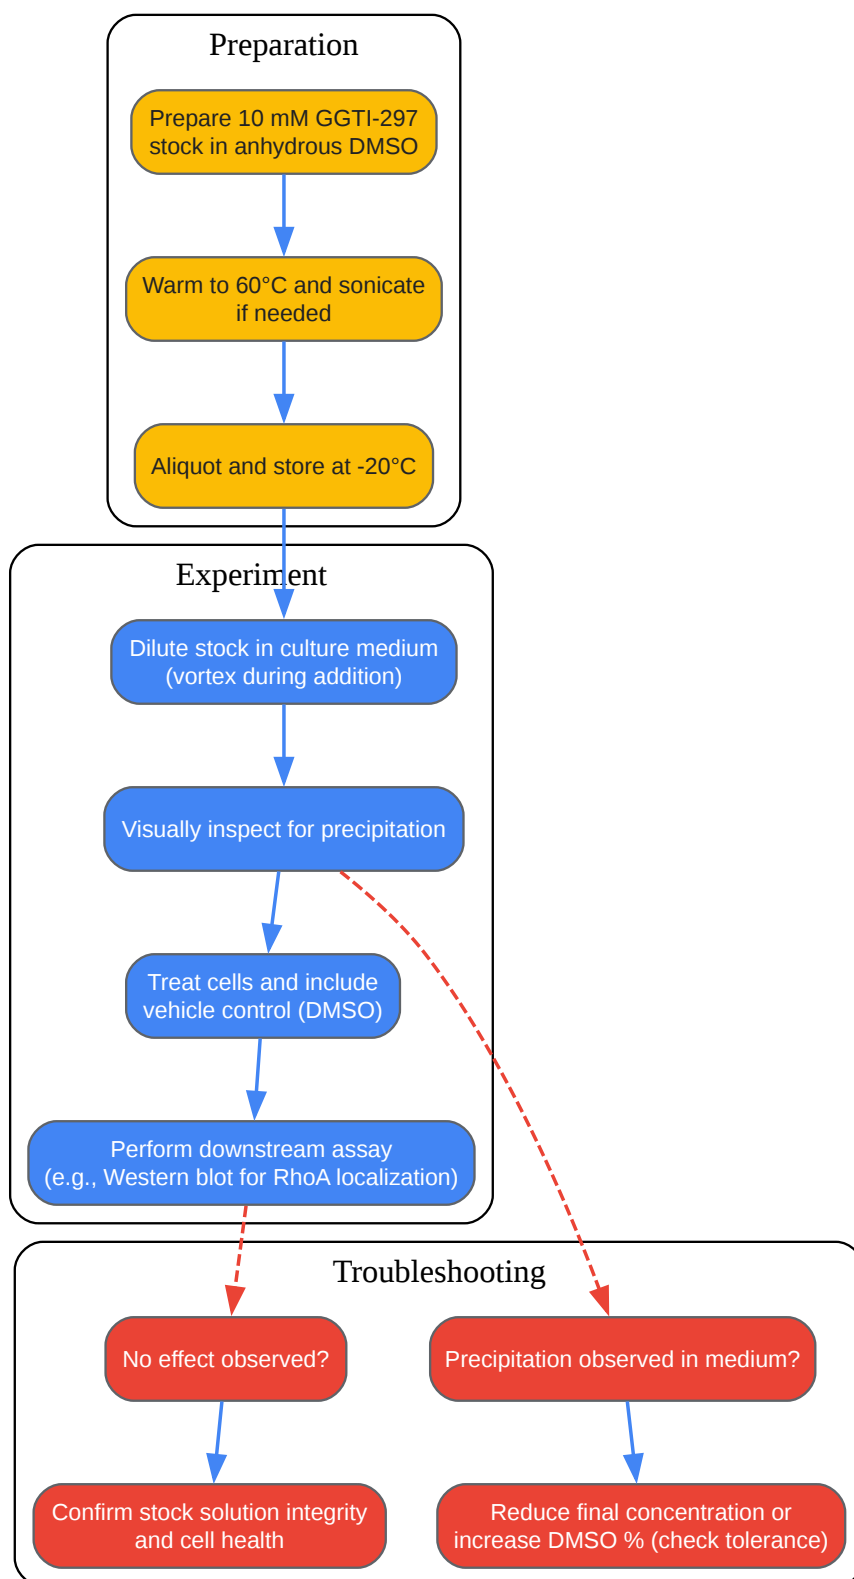 Preparation
Prepare 10 mM GGTI-297
stock in anhydrous DMSO
Warm to 60°C and sonicate
if needed
Aliquot and store at -20°C
Experiment
Dilute stock in culture medium
(vortex during addition)
Visually inspect for precipitation
Treat cells and include
vehicle control (DMSO)
Perform downstream assay
(e.g., Western blot for RhoA localization)
Troubleshooting
No effect observed?
Precipitation observed in medium?
Confirm stock solution integrity
and cell health
Reduce final concentration or
increase DMSO % (check tolerance)